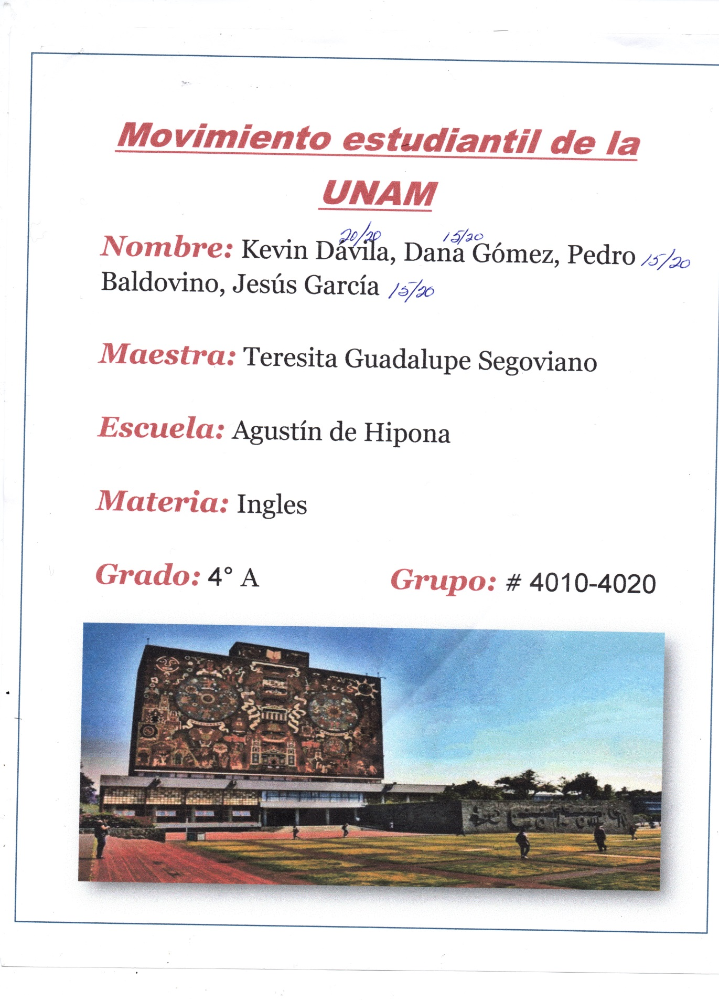 Movimiento estudiantil de la
UNAM
20/20 15/20
Nombre: Kevin Dávila, Dana Gómez, Pedro 15/20
Baldovino, Jesús García 15/20
Maestra: Teresita Guadalupe Segoviano
Escuela: Agustín de Hipona
Materia: Ingles
Grado: 4° A Grupo: # 4010-4020